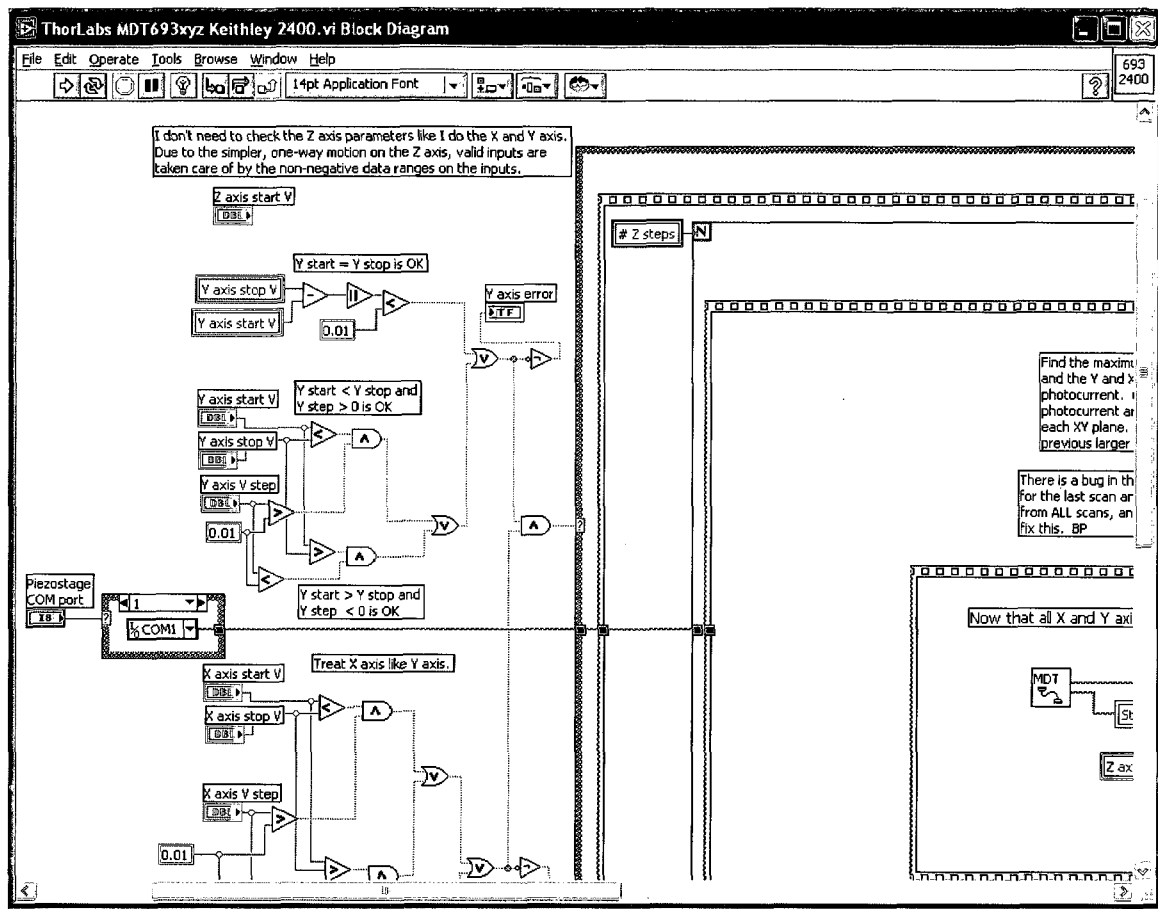 ThorLabs MDT693xyz Keithley 2400.vi Block Diagram
File Edit Operate Tools Browse Window Help
14pt Application Font
693
2400
I don't need to check the Z axis parameters like I do the X and Y axis.
Due to the simpler, one-way motion on the Z axis, valid inputs are
taken care of by the non-negative data ranges on the inputs.
Z axis start V
DBL
# Z steps
N
Y start = Y stop is OK
Y axis stop V
Y axis start V
0.01
Y axis error
TF
Find the maximu
and the Y and X
photocurrent.
photocurrent ar
each XY plane.
previous larger
Y start < Y stop and
Y step > 0 is OK
Y axis start V
DBL
Y axis stop V
DBL
Y axis V step
DBL
0.01
There is a bug in th
for the last scan ar
from ALL scans, an
fix this. BP
Y start > Y stop and
Y step < 0 is OK
Piezostage
COM port
I8
1
COM1
Now that all X and Y axi
Treat X axis like Y axis.
X axis start V
DBL
X axis stop V
DBL
MDT
St
Z ax
X axis V step
DBL
0.01